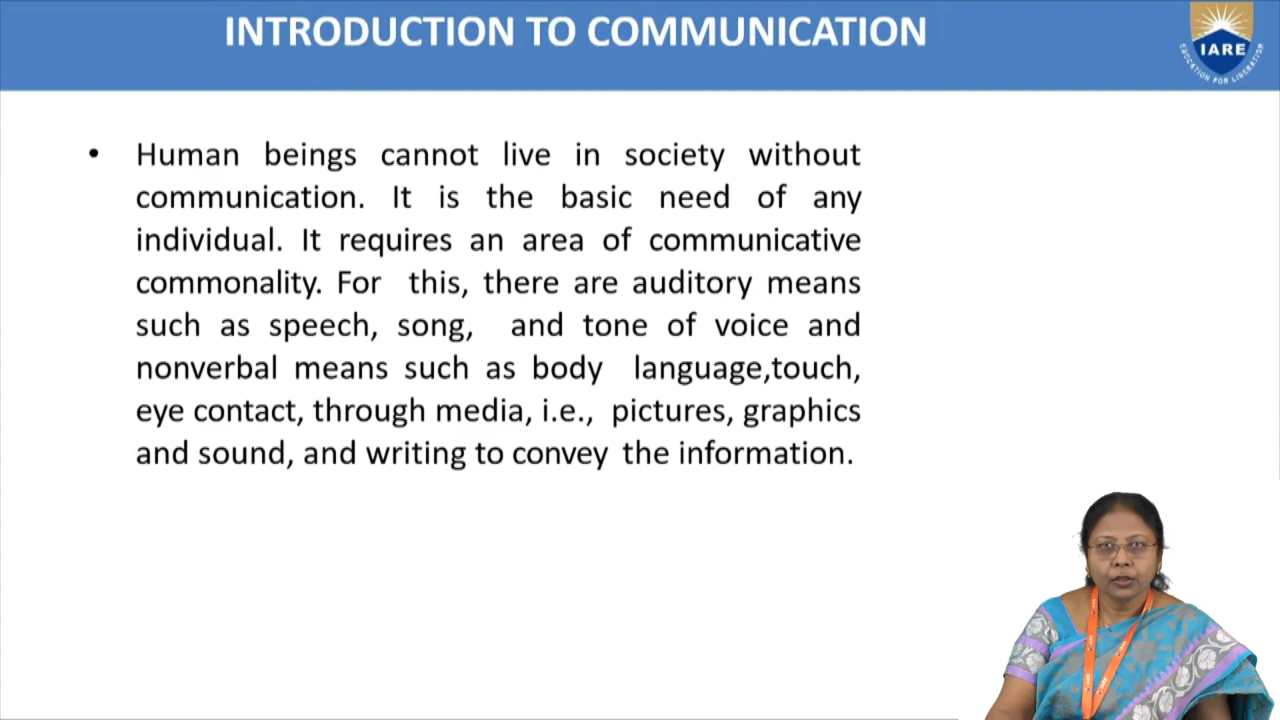 INTRODUCTION TO COMMUNICATION
IARE
EDUCATION FOR LIBERATION
• Human beings cannot live in society without
communication. It is the basic need of any
individual. It requires an area of communicative
commonality. For this, there are auditory means
such as speech, song, and tone of voice and
nonverbal means such as body language,touch,
eye contact, through media, i.e., pictures, graphics
and sound, and writing to convey the information.